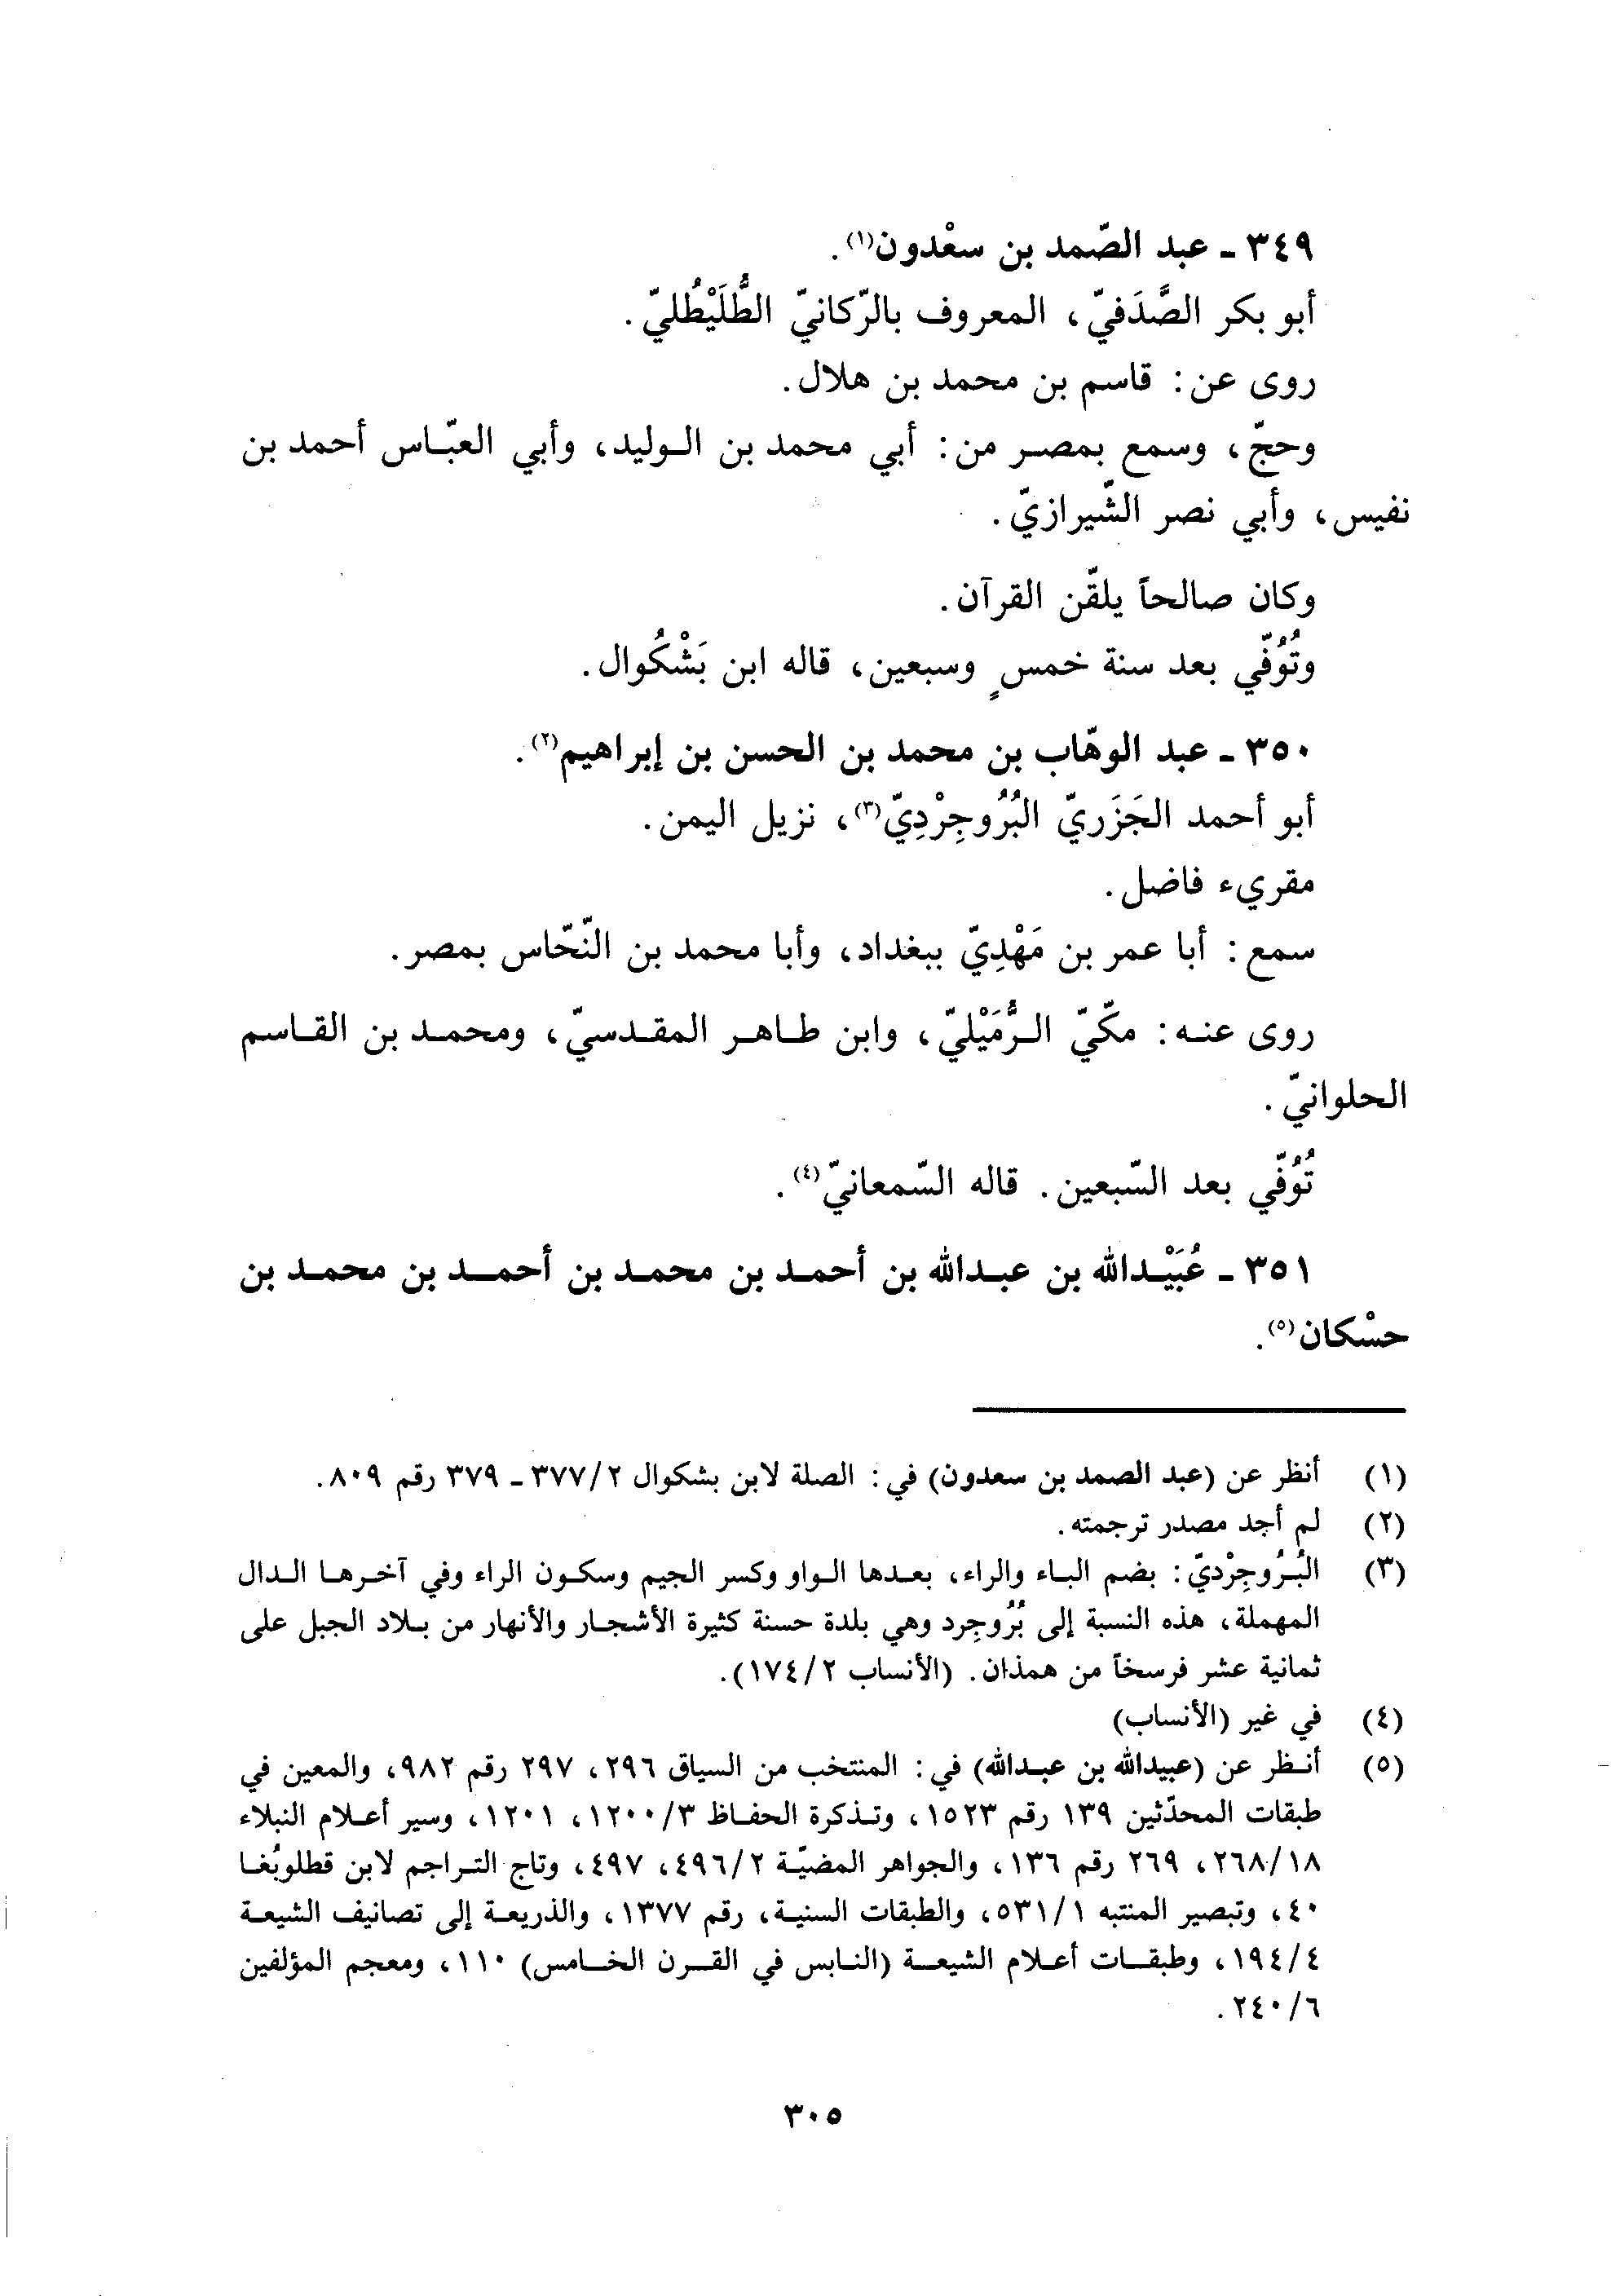 ٣٤٩ - عبد الصّمد بن سعْدون(١).
أبو بكر الصَّدَفيّ، المعروف بالرّكانيّ الطُّلَيْطُليّ.
روى عن: قاسم بن محمد بن هلال.
وحجّ، وسمع بمصر من: أبي محمد بن الوليد، وأبي العبّاس أحمد بن
نفيس، وأبي نصر الشّيرازيّ.
وكان صالحاً يلقّن القرآن.
وتُوُفّي بعد سنة خمسٍ وسبعين، قاله ابن بَشْكُوال.
٣٥٠ - عبد الوهّاب بن محمد بن الحسن بن إبراهيم(٢).
أبو أحمد الجَزَريّ البُرُوجِرْدِيّ(٣)، نزيل اليمن.
مقريء فاضل.
سمع: أبا عمر بن مَهْدِيّ ببغداد، وأبا محمد بن النّحّاس بمصر.
روى عنه: مكّيّ الرُّمَيْليّ، وابن طاهر المقدسيّ، ومحمد بن القاسم
الحلوانيّ.
تُوُفّي بعد السّبعين. قاله السّمعانيّ(٤).
٣٥١ - عُبَيْدالله بن عبدالله بن أحمد بن محمد بن أحمد بن محمد بن
حسْكان(٥).
(١) أنظر عن (عبد الصمد بن سعدون) في: الصلة لابن بشكوال ٢/٣٧٧ - ٣٧٩ رقم ٨٠٩.
(٢) لم أجد مصدر ترجمته.
(٣) البُرُوجِرْديّ: بضم الباء والراء، بعدها الواو وكسر الجيم وسكون الراء وفي آخرها الدال
المهملة، هذه النسبة إلى بُرُوجِرد وهي بلدة حسنة كثيرة الأشجار والأنهار من بلاد الجبل على
ثمانية عشر فرسخاً من همذان. (الأنساب ٢/١٧٤).
(٤) في غير (الأنساب)
(٥) أنظر عن (عبيدالله بن عبدالله) في: المنتخب من السياق ٢٩٦، ٢٩٧ رقم ٩٨٢، والمعين في
طبقات المحدّثين ١٣٩ رقم ١٥٢٣، وتذكرة الحفاظ ٣/١٢٠٠، ١٢٠١، وسير أعلام النبلاء
١٨/٢٦٨، ٢٦٩ رقم ١٣٦، والجواهر المضيّة ٢/٤٩٦، ٤٩٧، وتاج التراجم لابن قطلوبُغا
٤٠، وتبصير المنتبه ١/٥٣١، والطبقات السنية، رقم ١٣٧٧، والذريعة إلى تصانيف الشيعة
٤/١٩٤، وطبقات أعلام الشيعة (النابس في القرن الخامس) ١١٠، ومعجم المؤلفين
٦/٢٤٠.
٣٠٥